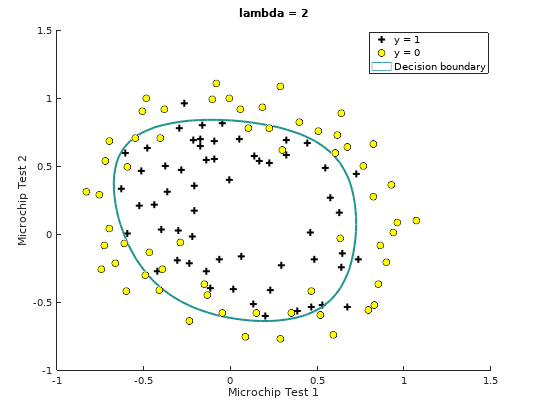 lambda = 2
y = 1
y = 0
Decision boundary
1.5
1
0.5
0
-0.5
-1
Microchip Test 2
-1
-0.5
0
0.5
1
1.5
Microchip Test 1